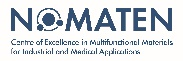 NOMATEN
Centre of Excellence in Multifunctional Materials
for Industrial and Medical Applications